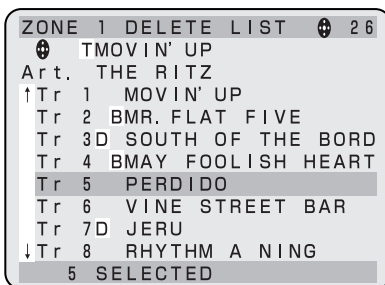 ZONE 1 DELETE LIST 26
TMOVIN' UP
Art. THE RITZ
↑Tr 1 MOVIN' UP
Tr 2 BMR. FLAT FIVE
Tr 3D SOUTH OF THE BORD
Tr 4 BMAY FOOLISH HEART
Tr 5 PERDIDO
Tr 6 VINE STREET BAR
Tr 7D JERU
↓Tr 8 RHYTHM A NING
5 SELECTED